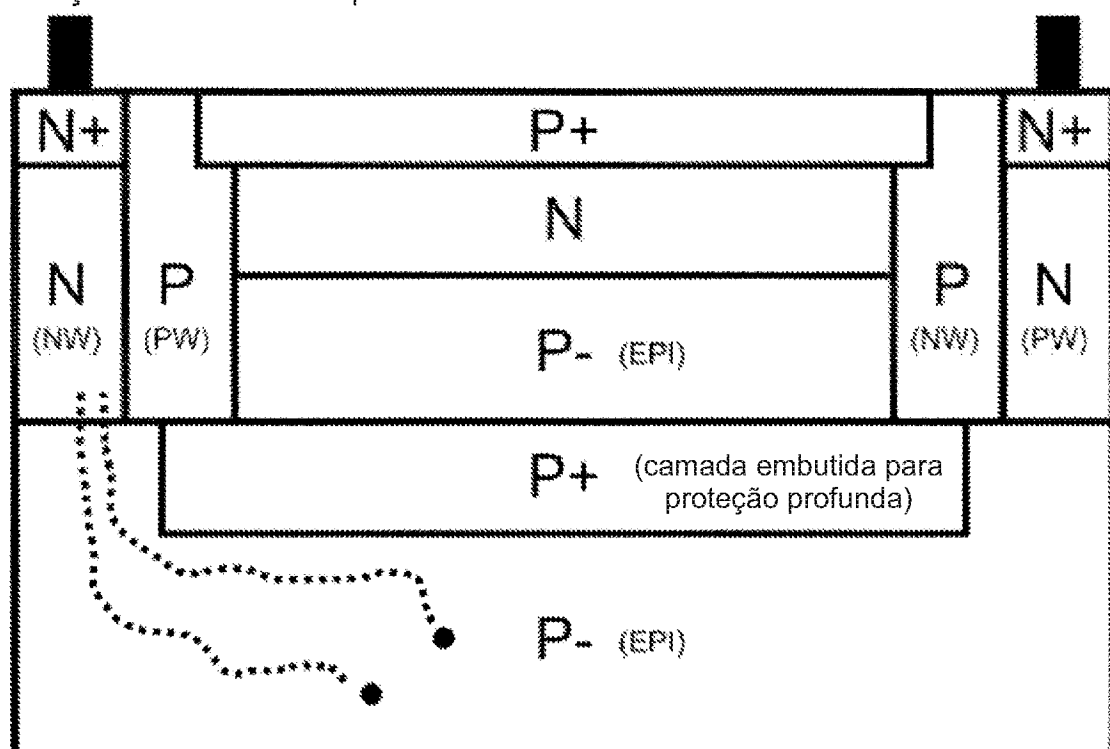 N+ P+ N+
N
N P P N
(NW) (PW) (NW) (PW)
P- (EPI)
P+ (camada embutida para
proteção profunda)
P- (EPI)